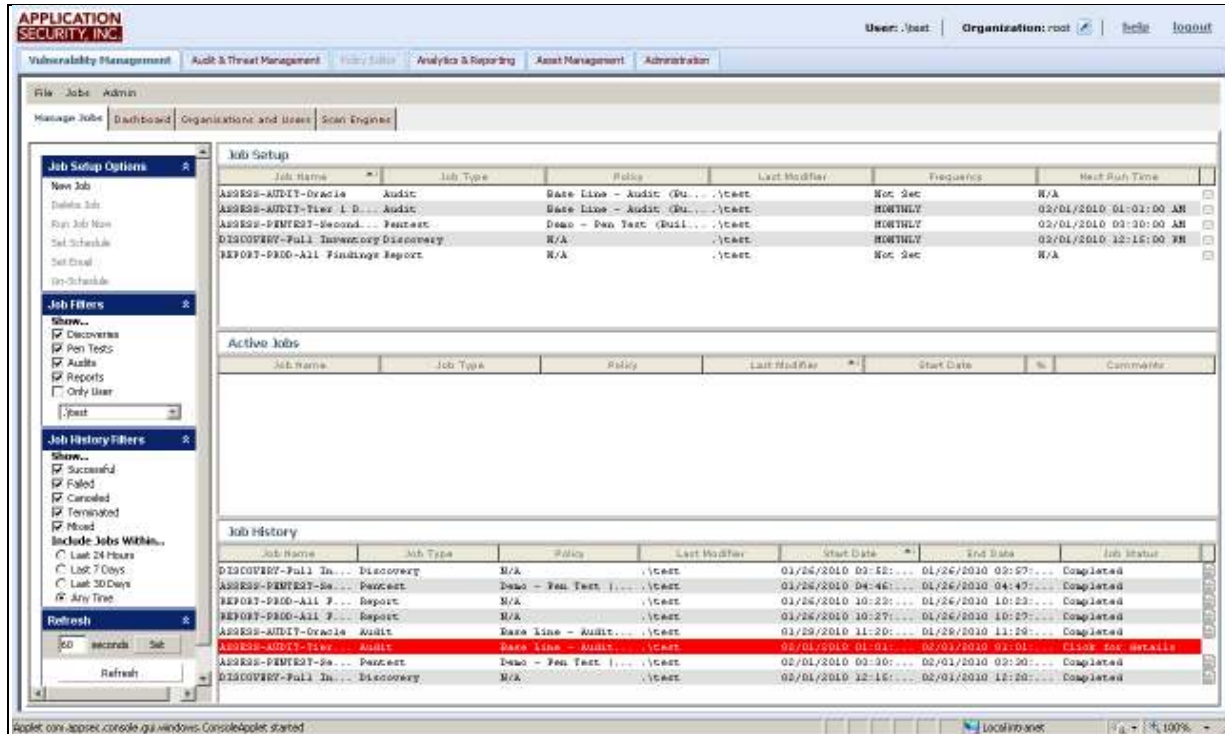 APPLICATION
SECURITY, INC.
User: .\test | Organization: root | help logout
Vulnerability Management Audit & Threat Management Policy Editor Analytics & Reporting Asset Management Administration
File Jobs Admin
Manage Jobs Dashboard Organizations and Users Scan Engines
Job Setup Options
New Job
Delete Job
Run Job Now
Set Schedule
Set Email
Un-Schedule
Job Filters
Show...
Discoveries
Pen Tests
Audits
Reports
Only User
.\test
Job History Filters
Show...
Successful
Failed
Canceled
Terminated
Mixed
Include Jobs Within...
Last 24 Hours
Last 7 Days
Last 30 Days
Any Time
Refresh
60 seconds Set
Refresh
Job Setup
Job Name Job Type Policy Last Modifier Frequency Next Run Time
ASSESS-AUDIT-Oracle Audit Base Line - Audit (Bu... .\test Not Set N/A
ASSESS-AUDIT-Tier 1 D... Audit Base Line - Audit (Bu... .\test MONTHLY 03/01/2010 01:01:00 AM
ASSESS-PENTEST-Second... Pentest Demo - Pen Test (Buil... .\test MONTHLY 03/01/2010 03:30:00 AM
DISCOVERY-Full Inventory Discovery N/A .\test MONTHLY 03/01/2010 12:15:00 PM
REPORT-PROD-All Findings Report N/A .\test Not Set N/A
Active Jobs
Job Name Job Type Policy Last Modifier Start Date % Comments
Job History
Job Name Job Type Policy Last Modifier Start Date End Date Job Status
DISCOVERY-Full In... Discovery N/A .\test 01/26/2010 03:52:... 01/26/2010 03:57:... Completed
ASSESS-PENTEST-Se... Pentest Demo - Pen Test (... .\test 01/26/2010 04:46:... 01/26/2010 04:47:... Completed
REPORT-PROD-All F... Report N/A .\test 01/26/2010 10:23:... 01/26/2010 10:23:... Completed
REPORT-PROD-All F... Report N/A .\test 01/26/2010 10:27:... 01/26/2010 10:27:... Completed
ASSESS-AUDIT-Oracle Audit Base Line - Audit... .\test 01/29/2010 11:20:... 01/29/2010 11:29:... Completed
ASSESS-AUDIT-Tier... Audit Base Line - Audit... .\test 02/01/2010 01:01:... 02/01/2010 01:01:... Click for details
ASSESS-PENTEST-Se... Pentest Demo - Pen Test (... .\test 02/01/2010 03:30:... 02/01/2010 03:30:... Completed
DISCOVERY-Full In... Discovery N/A .\test 02/01/2010 12:15:... 02/01/2010 12:20:... Completed
Applet com.appsec.console.gui.windows.ConsoleApplet started Local intranet 100%